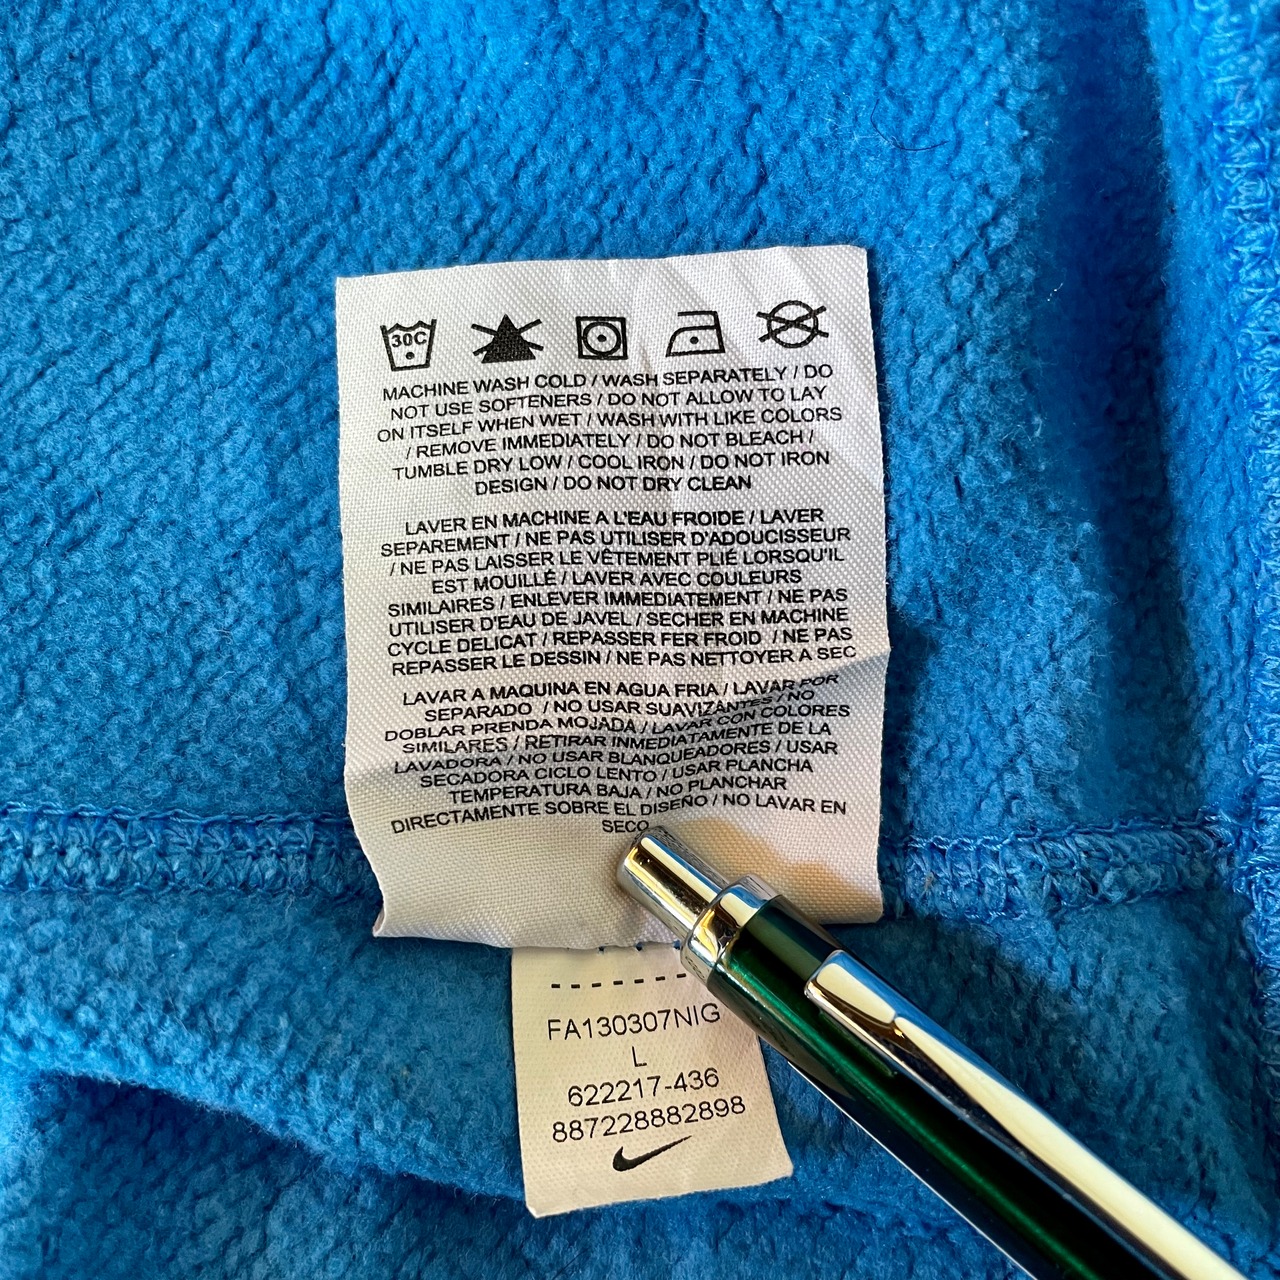 30C
MACHINE WASH COLD / WASH SEPARATELY / DO
NOT USE SOFTENERS / DO NOT ALLOW TO LAY
ON ITSELF WHEN WET / WASH WITH LIKE COLORS
/ REMOVE IMMEDIATELY / DO NOT BLEACH /
TUMBLE DRY LOW / COOL IRON / DO NOT IRON
DESIGN / DO NOT DRY CLEAN
LAVER EN MACHINE A L'EAU FROIDE / LAVER
SEPAREMENT / NE PAS UTILISER D'ADOUCISSEUR
/ NE PAS LAISSER LE VÊTEMENT PLIÉ LORSQU'IL
EST MOUILLÉ / LAVER AVEC COULEURS
SIMILAIRES / ENLEVER IMMEDIATEMENT / NE PAS
UTILISER D'EAU DE JAVEL / SECHER EN MACHINE
CYCLE DELICAT / REPASSER FER FROID / NE PAS
REPASSER LE DESSIN / NE PAS NETTOYER A SEC
LAVAR A MAQUINA EN AGUA FRIA / LAVAR POR
SEPARADO / NO USAR SUAVIZANTES / NO
DOBLAR PRENDA MOJADA / LAVAR CON COLORES
SIMILARES / RETIRAR INMEDIATAMENTE DE LA
LAVADORA / NO USAR BLANQUEADORES / USAR
SECADORA CICLO LENTO / USAR PLANCHA
TEMPERATURA BAJA / NO PLANCHAR
DIRECTAMENTE SOBRE EL DISEÑO / NO LAVAR EN
SECO
FA130307NIG
L
622217-436
887228882898